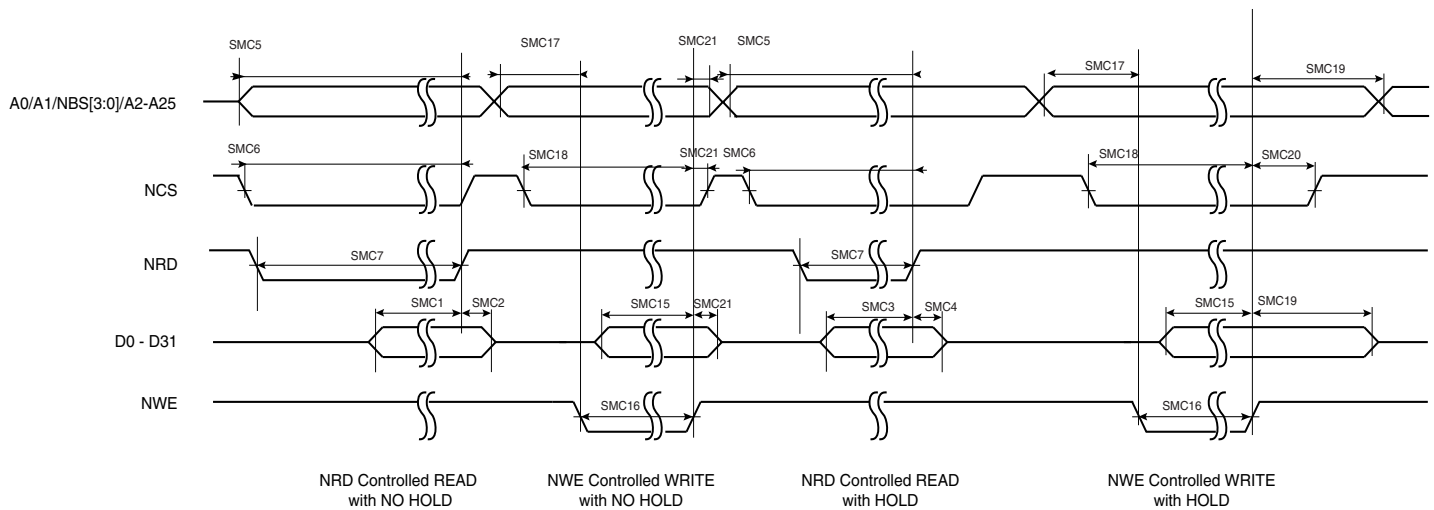 SMC5 SMC17 SMC21 SMC5 SMC17 SMC19
A0/A1/NBS[3:0]/A2-A25
SMC6 SMC18 SMC21 SMC6 SMC18 SMC20
NCS
NRD SMC7 SMC7
SMC1 SMC2 SMC15 SMC21 SMC3 SMC4 SMC15 SMC19
D0 - D31
NWE SMC16 SMC16
NRD Controlled READ
with NO HOLD
NWE Controlled WRITE
with NO HOLD
NRD Controlled READ
with HOLD
NWE Controlled WRITE
with HOLD